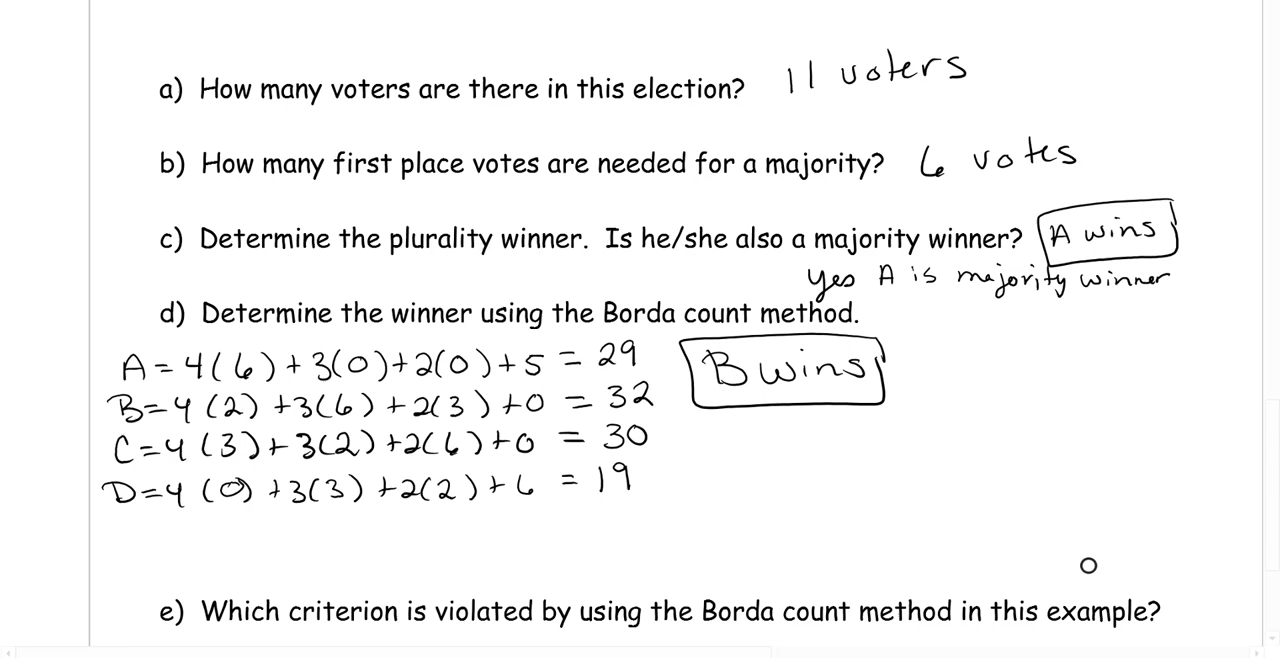 a) How many voters are there in this election? 11 voters
b) How many first place votes are needed for a majority? 6 votes
c) Determine the plurality winner. Is he/she also a majority winner? A wins
yes A is majority winner
d) Determine the winner using the Borda count method.
A = 4(6) + 3(0) + 2(0) + 5 = 29
B wins
B = 4(2) + 3(6) + 2(3) + 0 = 32
C = 4(3) + 3(2) + 2(6) + 0 = 30
D = 4(0) + 3(3) + 2(2) + 6 = 19
e) Which criterion is violated by using the Borda count method in this example?